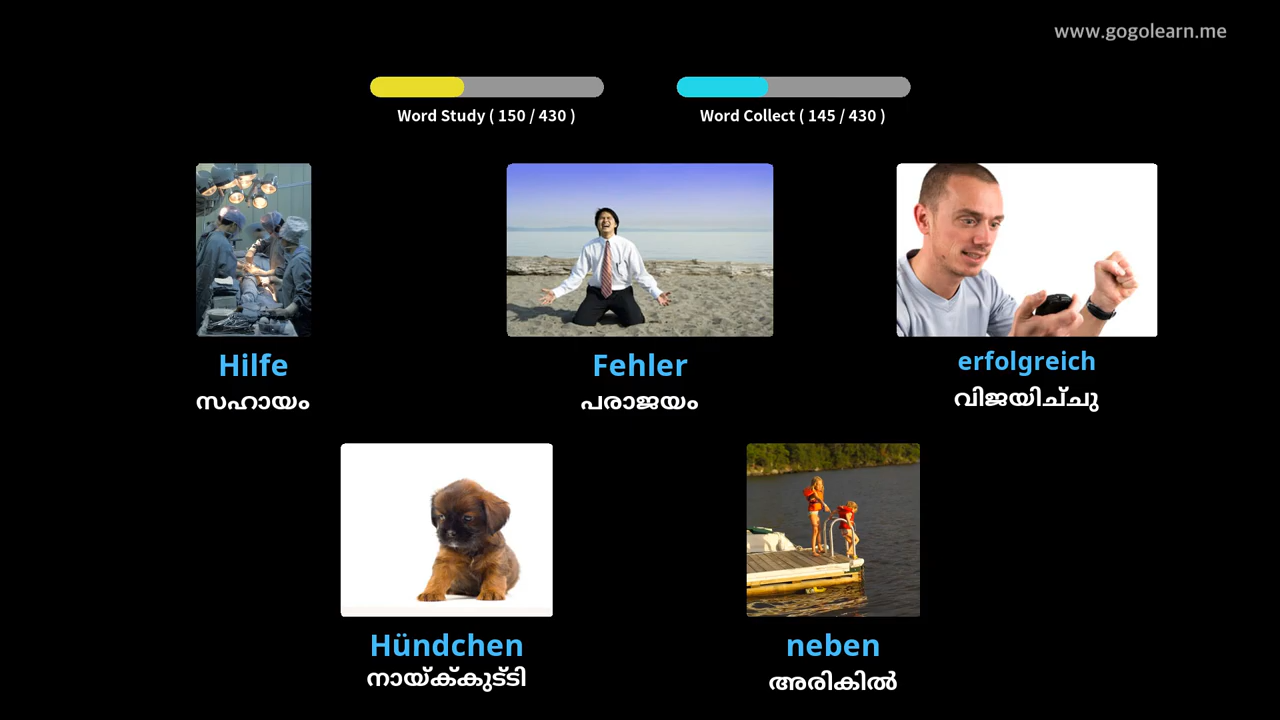 www.gogolearn.me
Word Study ( 150 / 430 )
Word Collect ( 145 / 430 )
Hilfe
സഹായം
Fehler
പരാജയം
erfolgreich
വിജയിച്ചു
Hündchen
നായ്ക്കുട്ടി
neben
അരികിൽ